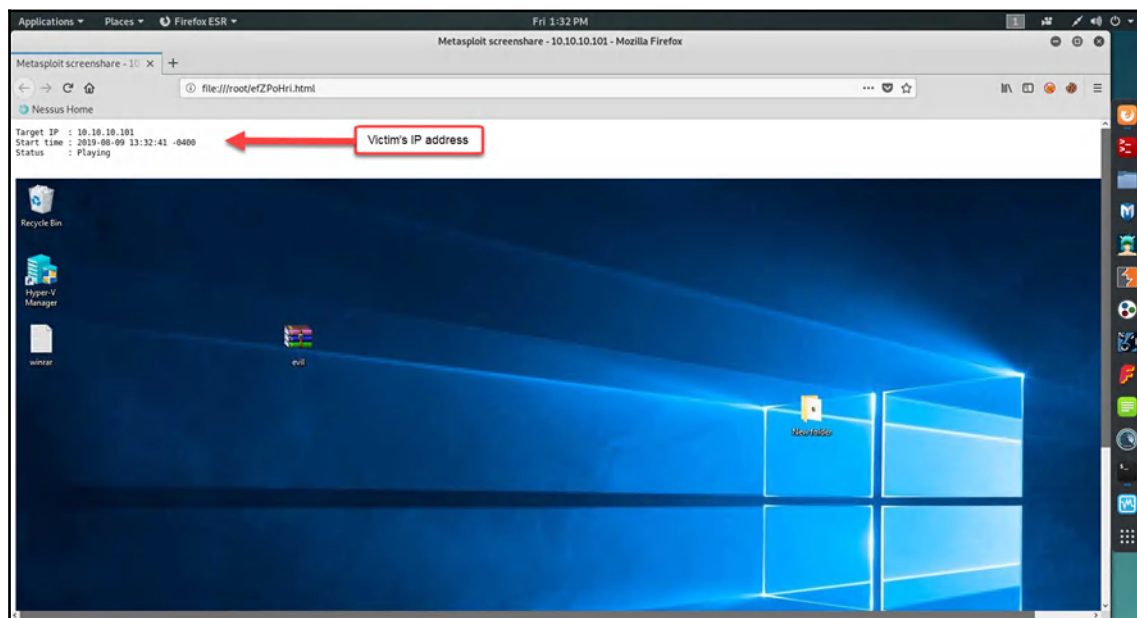 Applications Places Firefox ESR Fri 1:32 PM 1
Metasploit screenshare - 10.10.10.101 - Mozilla Firefox
Metasploit screenshare - 10 × +
file:///root/efZPoHri.html
Nessus Home
Target IP : 10.10.10.101
Start time : 2019-08-09 13:32:41 -0400
Status : Playing
Victim's IP address
Recycle Bin
Hyper-V
Manager
winrar
evil
New folder